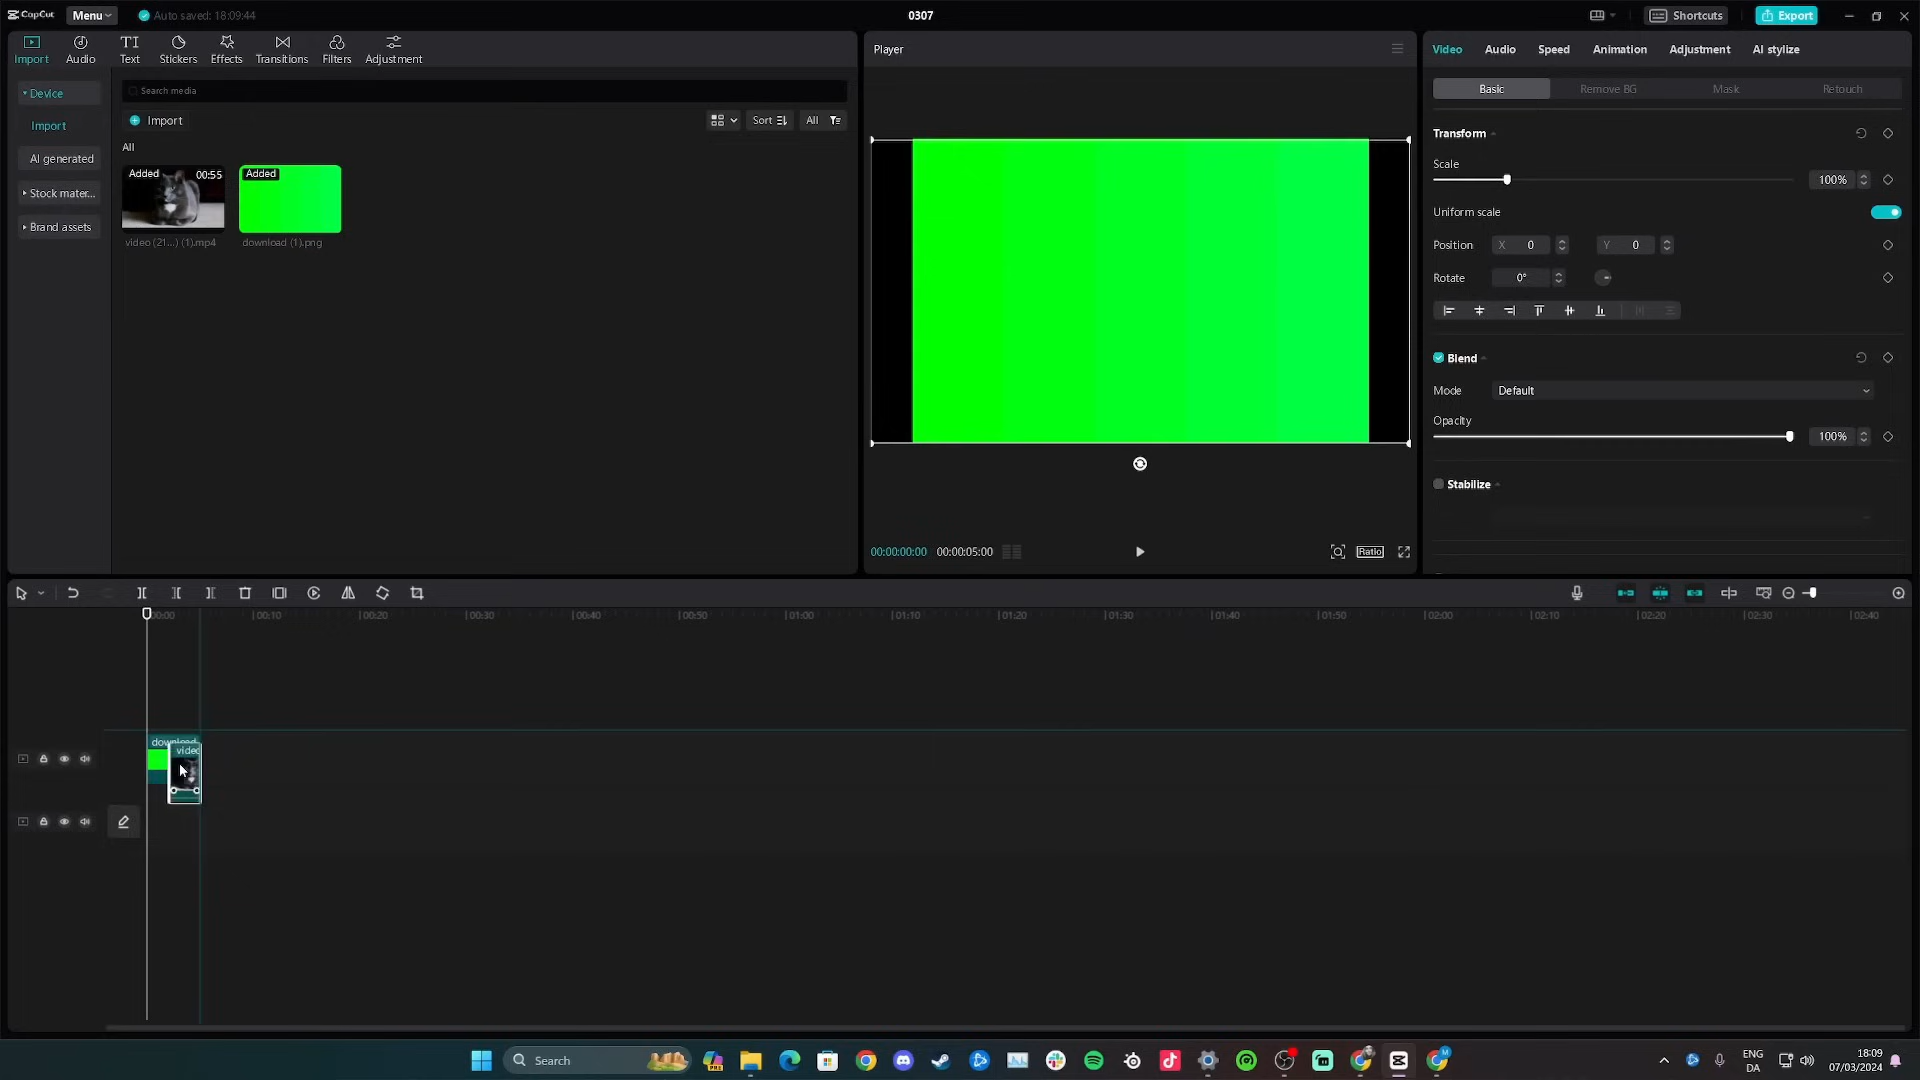 CapCut Menu Auto saved: 18:09:44 0307 Shortcuts Export
Import Audio Text Stickers Effects Transitions Filters Adjustment
Device
Import
AI generated
Stock mater...
Brand assets
Search media
Import Sort All
All
Added 00:55 Added
video (21...) (1).mp4 download (1).png
Player
00:00:00:00 00:00:05:00 Ratio
Video Audio Speed Animation Adjustment AI stylize
Basic Remove BG Mask Retouch
Transform
Scale
100%
Uniform scale
Position X 0 Y 0
Rotate 0°
Blend
Mode Default
Opacity
100%
Stabilize
00:00 00:10 00:20 00:30 00:40 00:50 01:00 01:10 01:20 01:30 01:40 01:50 02:00 02:10 02:20 02:30 02:40
download
video
Search
ENG
DA
18:09
07/03/2024